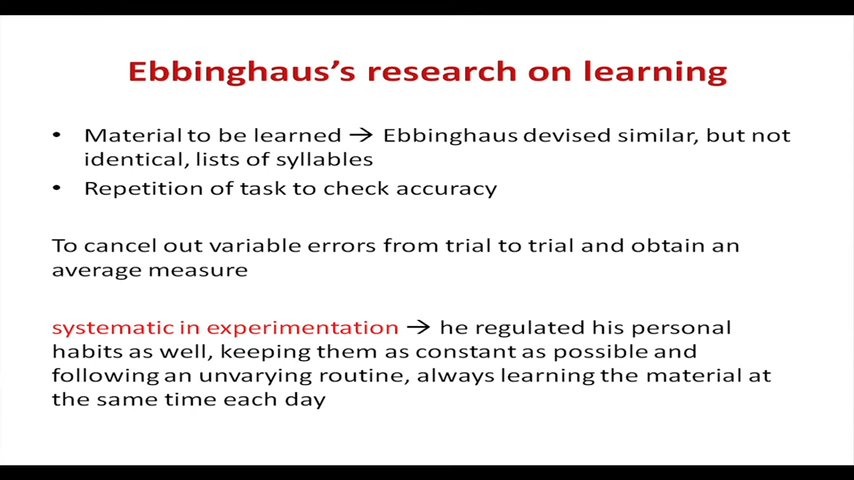 Ebbinghaus’s research on learning
• Material to be learned → Ebbinghaus devised similar, but not
identical, lists of syllables
• Repetition of task to check accuracy
To cancel out variable errors from trial to trial and obtain an
average measure
systematic in experimentation → he regulated his personal
habits as well, keeping them as constant as possible and
following an unvarying routine, always learning the material at
the same time each day